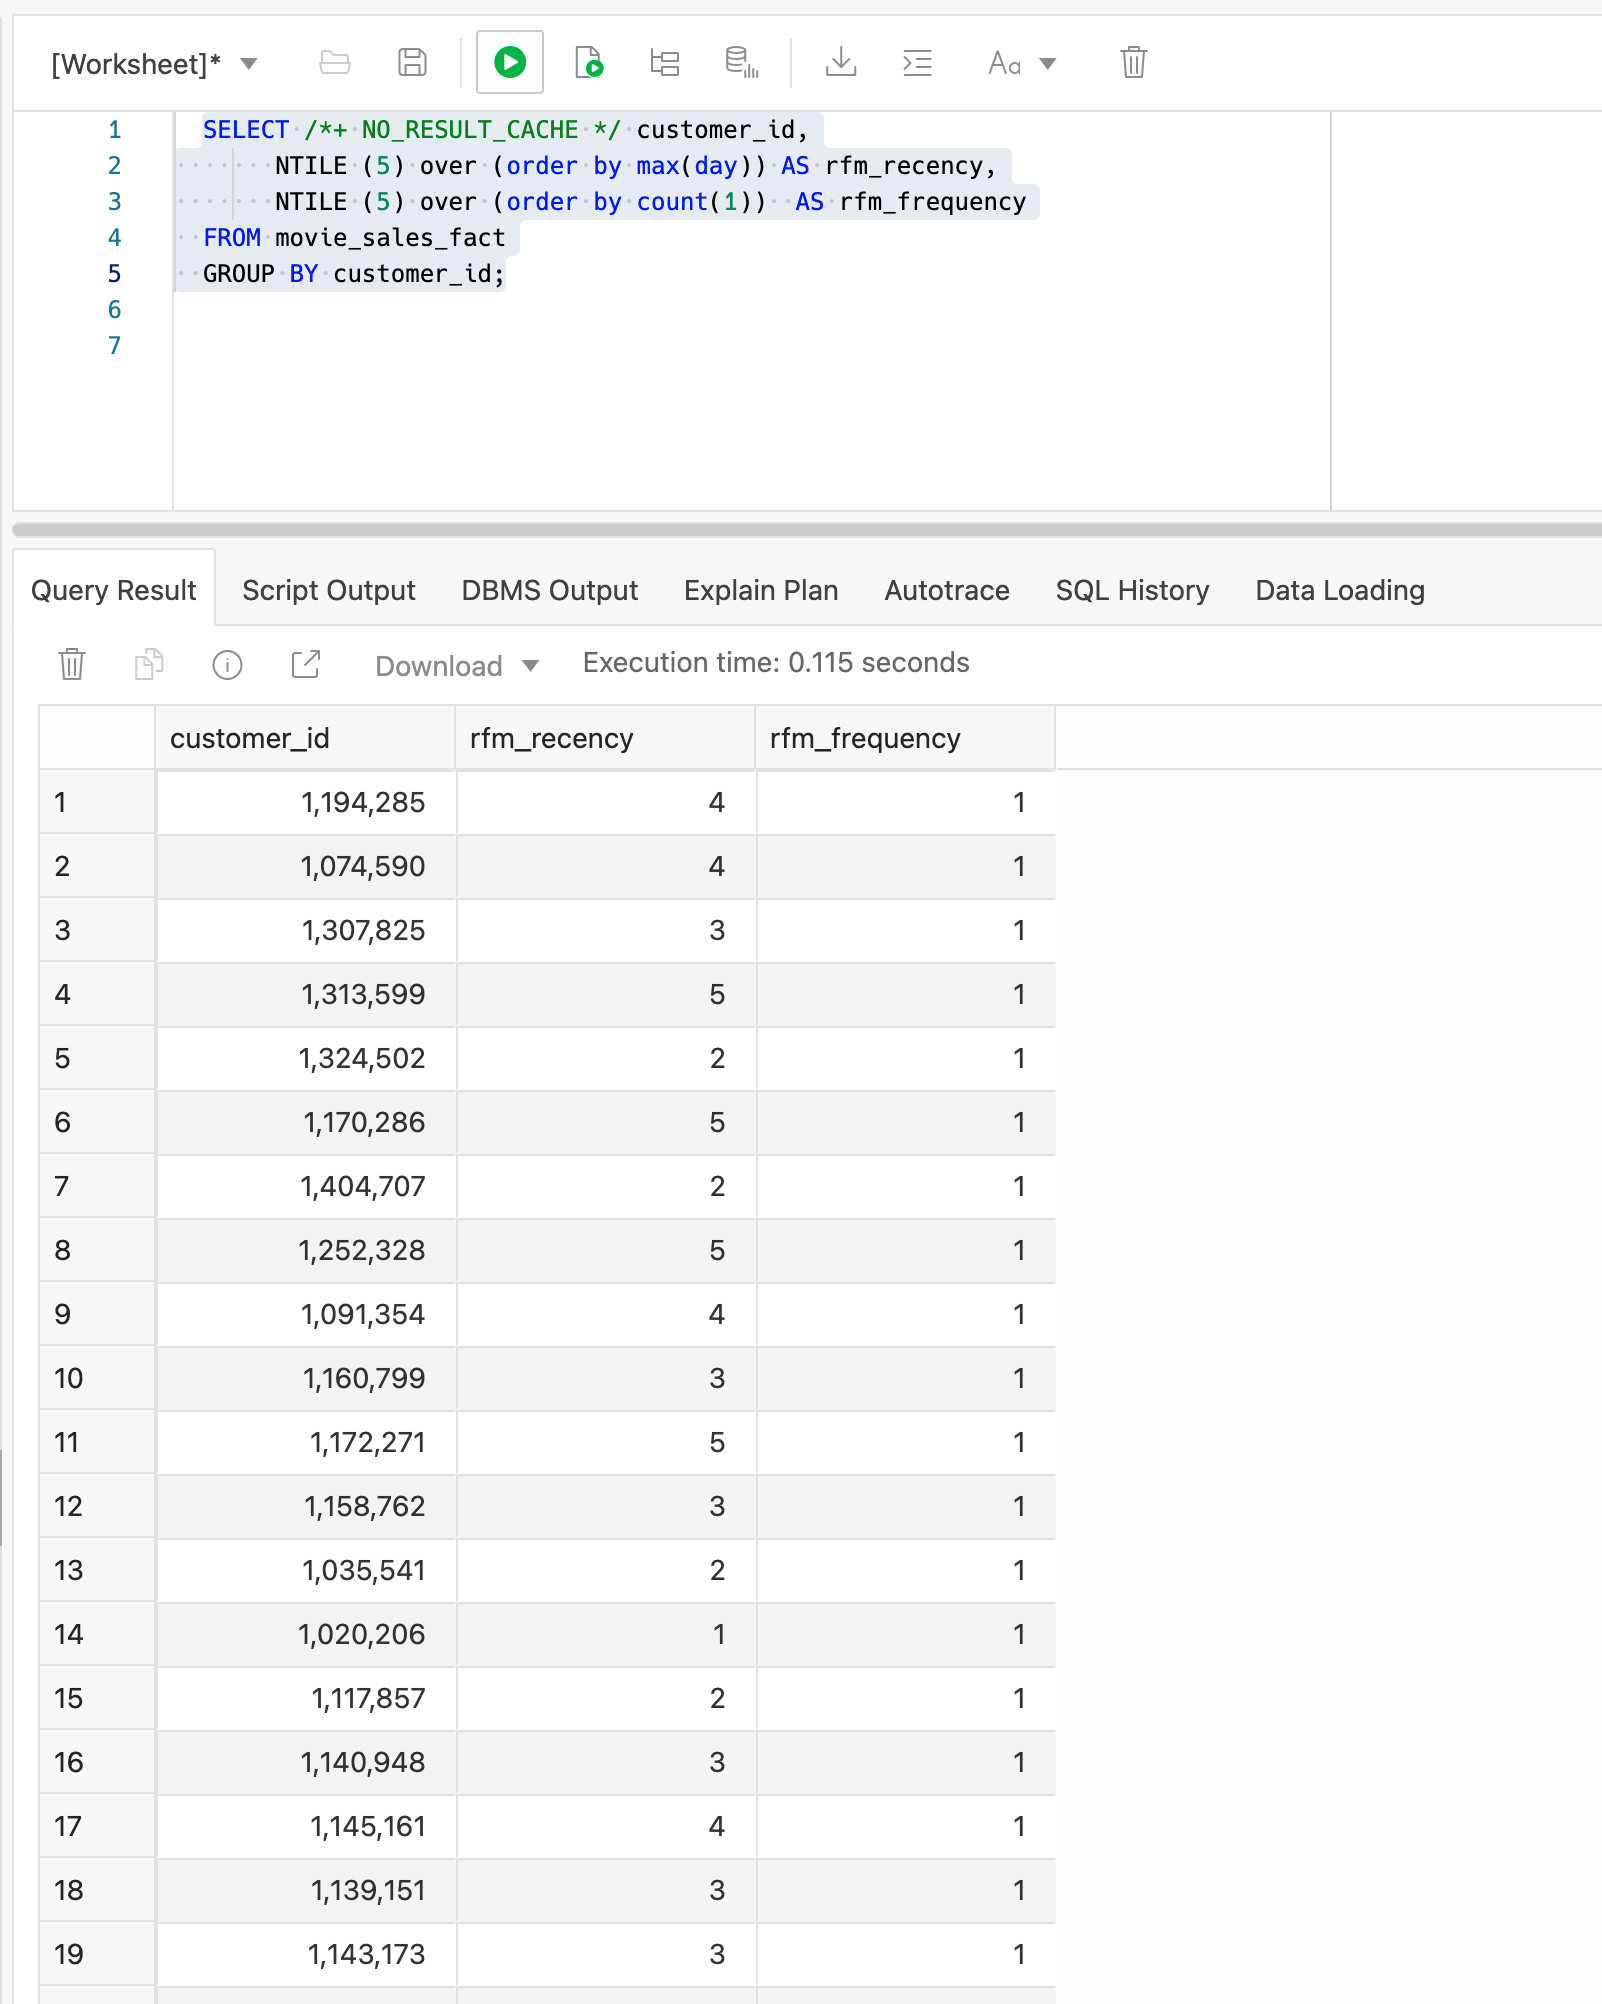 [Worksheet]* Aa
1 SELECT /*+ NO_RESULT_CACHE */ customer_id,
2 NTILE (5) over (order by max(day)) AS rfm_recency,
3 NTILE (5) over (order by count(1))  AS rfm_frequency
4 FROM movie_sales_fact
5 GROUP BY customer_id;
6
7
Query Result Script Output DBMS Output Explain Plan Autotrace SQL History Data Loading
Download Execution time: 0.115 seconds
customer_id rfm_recency rfm_frequency
1 1,194,285 4 1
2 1,074,590 4 1
3 1,307,825 3 1
4 1,313,599 5 1
5 1,324,502 2 1
6 1,170,286 5 1
7 1,404,707 2 1
8 1,252,328 5 1
9 1,091,354 4 1
10 1,160,799 3 1
11 1,172,271 5 1
12 1,158,762 3 1
13 1,035,541 2 1
14 1,020,206 1 1
15 1,117,857 2 1
16 1,140,948 3 1
17 1,145,161 4 1
18 1,139,151 3 1
19 1,143,173 3 1